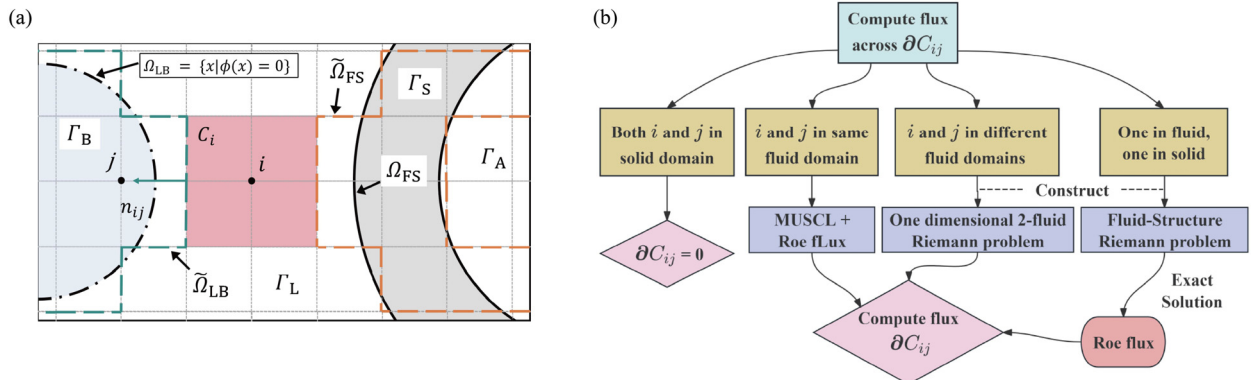 (a)
Ω_LB = {x|ϕ(x) = 0}
Ω̃_FS
Γ_S
Γ_B
C_i
j
i
Γ_A
Ω_FS
n_ij
Ω̃_LB
Γ_L
(b)
Compute flux
across ∂C_ij
Both i and j in
solid domain
i and j in same
fluid domain
i and j in different
fluid domains
One in fluid,
one in solid
Construct
MUSCL +
Roe fLux
One dimensional 2-fluid
Riemann problem
Fluid-Structure
Riemann problem
∂C_ij = 0
Exact
Solution
Compute flux
∂C_ij
Roe flux